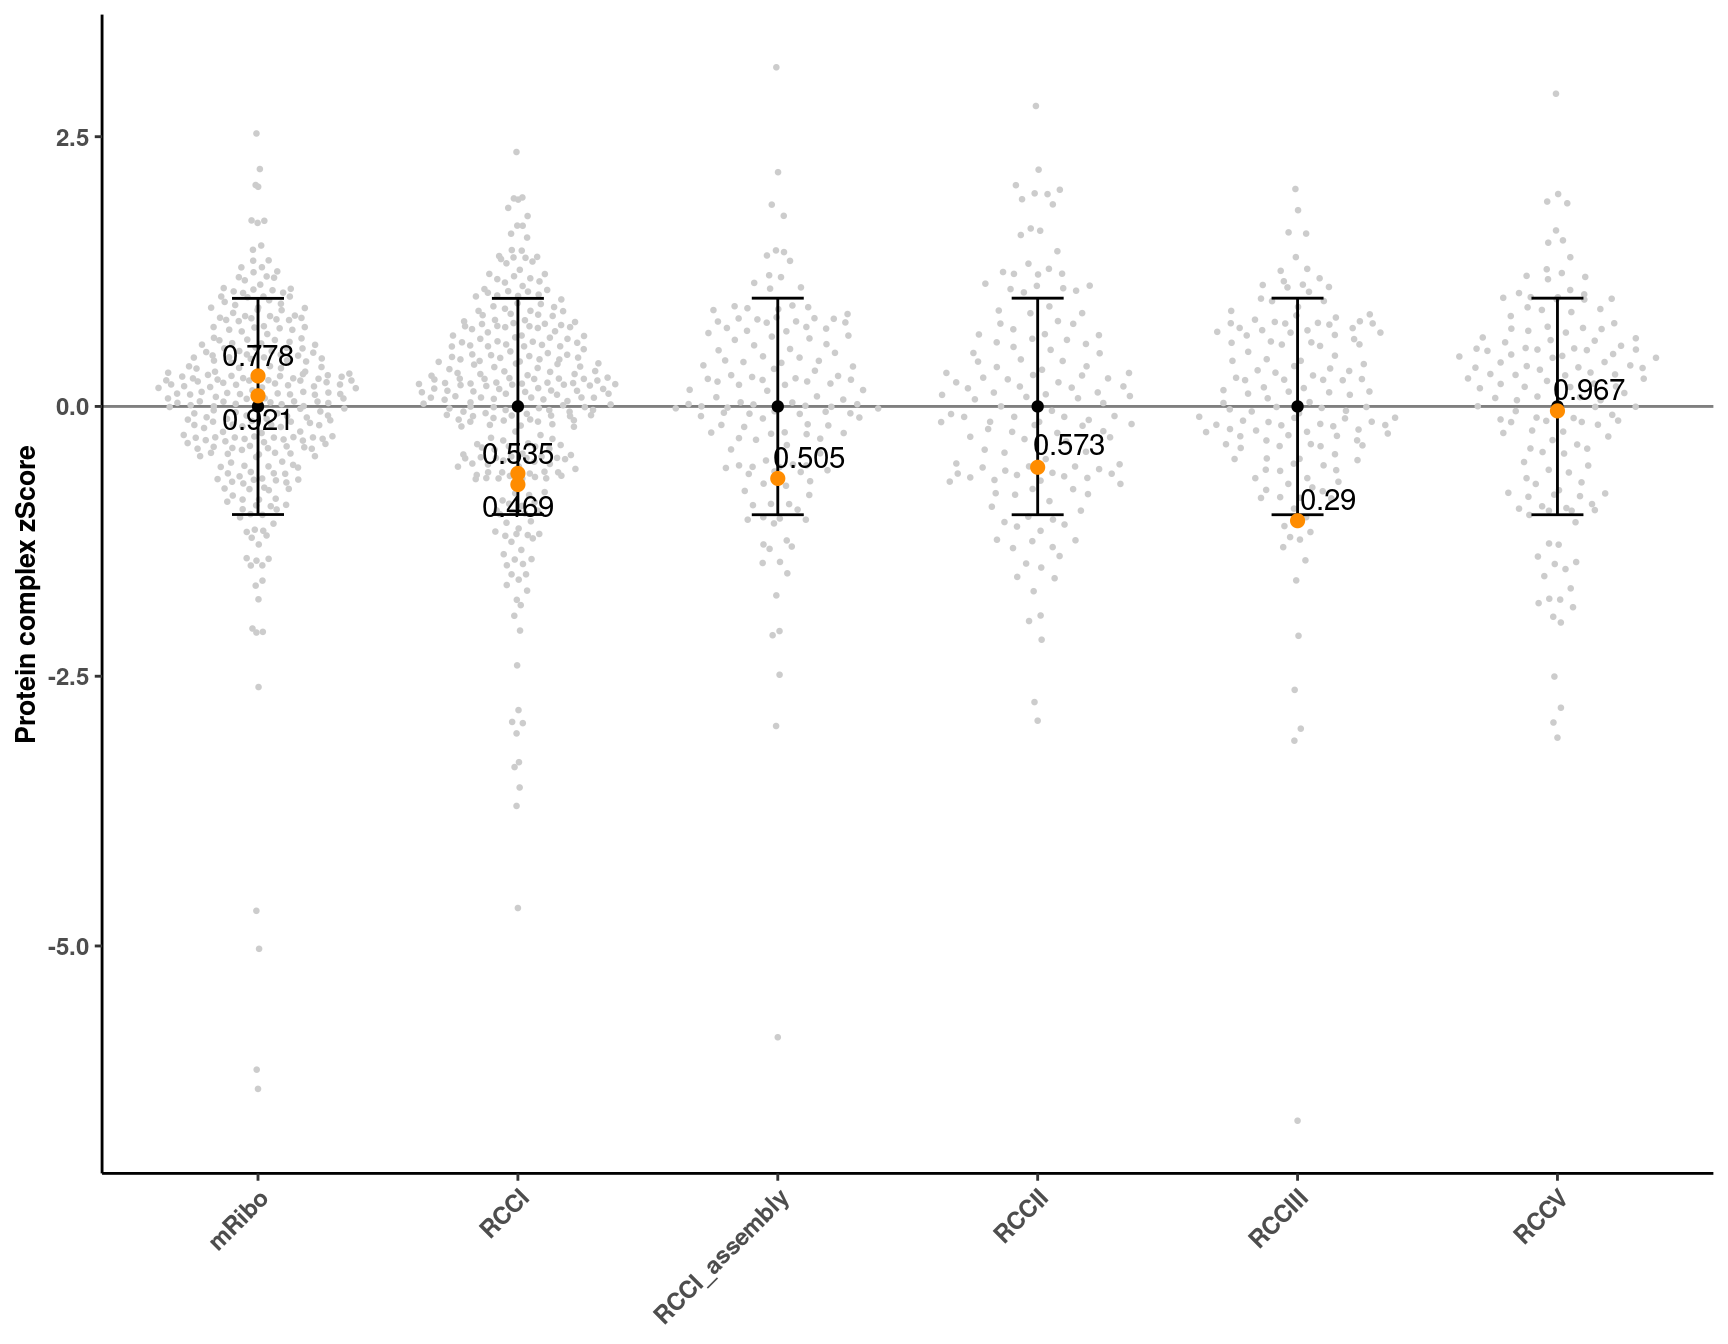 Protein complex zScore
2.5
0.0
-2.5
-5.0
0.778
0.921
0.535
0.469
0.505
0.573
0.29
0.967
mRibo
RCCI
RCCI_assembly
RCCII
RCCIII
RCCV